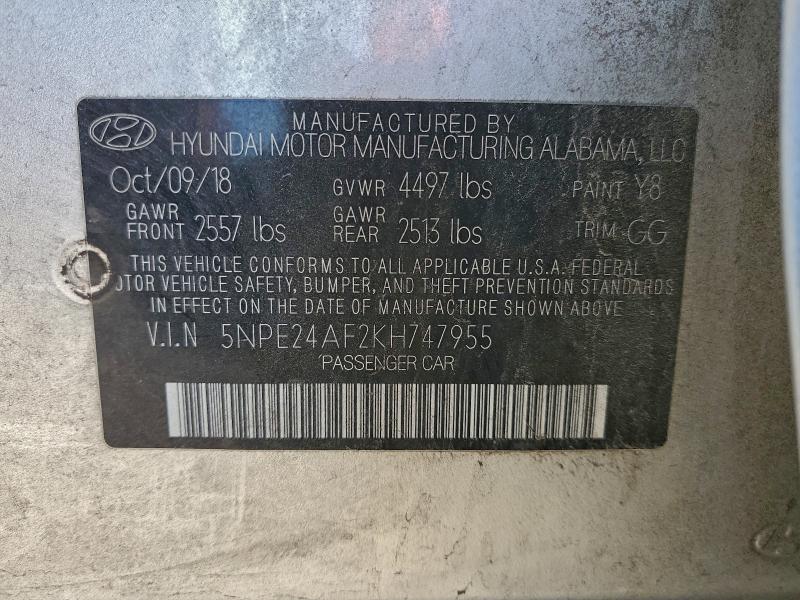 MANUFACTURED BY
HYUNDAI MOTOR MANUFACTURING ALABAMA, LLC
Oct/09/18 GVWR 4497 lbs PAINT Y8
GAWR FRONT 2557 lbs GAWR REAR 2513 lbs TRIM GG
THIS VEHICLE CONFORMS TO ALL APPLICABLE U.S.A. FEDERAL
OTOR VEHICLE SAFETY, BUMPER, AND THEFT PREVENTION STANDARDS
IN EFFECT ON THE DATE OF MANUFACTURE SHOWN ABOVE
V.I.N 5NPE24AF2KH747955
PASSENGER CAR